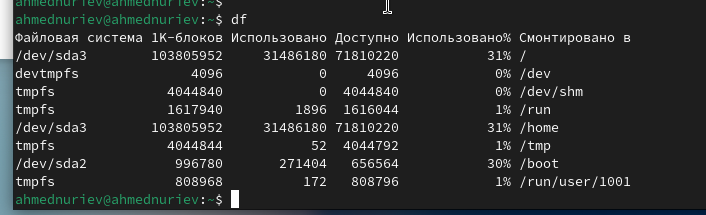 ahmednuriev@ahmednuriev:~$
ahmednuriev@ahmednuriev:~$ df
Файловая система 1K-блоков Использовано Доступно Использовано% Смонтировано в
/dev/sda3 103805952 31486180 71810220 31% /
devtmpfs 4096 0 4096 0% /dev
tmpfs 4044840 0 4044840 0% /dev/shm
tmpfs 1617940 1896 1616044 1% /run
/dev/sda3 103805952 31486180 71810220 31% /home
tmpfs 4044844 52 4044792 1% /tmp
/dev/sda2 996780 271404 656564 30% /boot
tmpfs 808968 172 808796 1% /run/user/1001
ahmednuriev@ahmednuriev:~$